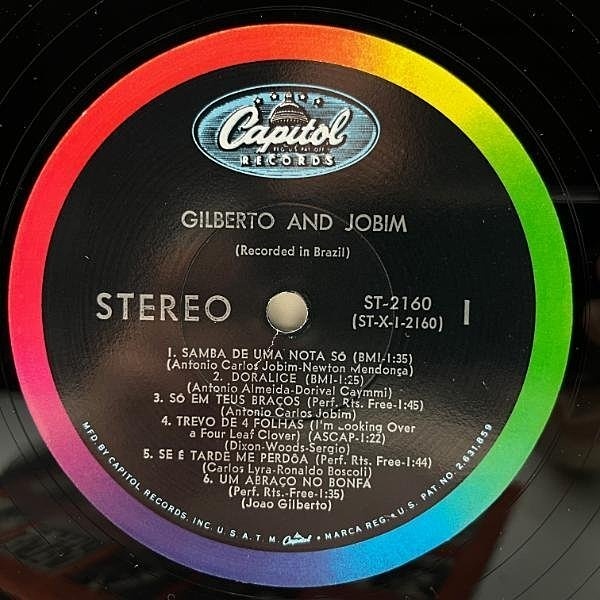 Capitol
REG. U.S. PAT. OFF.
RECORDS
GILBERTO AND JOBIM
(Recorded in Brazil)
STEREO
ST-2160
(ST-X-1-2160)
1
1. SAMBA DE UMA NOTA SÓ (BMI-1:35)
(Antonio Carlos Jobim-Newton Mendonça)
2. DORALICE (BMI-1:25)
(Antonio Almeida-Dorival Caymmi)
3. SÓ EM TEUS BRAÇOS (Perf. Rts. Free-1:45)
(Antonio Carlos Jobim)
4. TREVO DE 4 FOLHAS (I'm Looking Over
a Four Leaf Clover) (ASCAP-1:22)
(Dixon-Woods-Sergio)
5. SE É TARDE ME PERDÔA (Perf. Rts. Free-1:44)
(Carlos Lyra-Ronaldo Boscoli)
6. UM ABRAÇO NO BONFÁ
(Perf. Rts.-Free-1:35)
(Joao Gilberto)
MFD. BY CAPITOL RECORDS, INC. U. S. A. T. M. Capitol • MARCA REG. • U. S. PAT. NO. 2,631,859